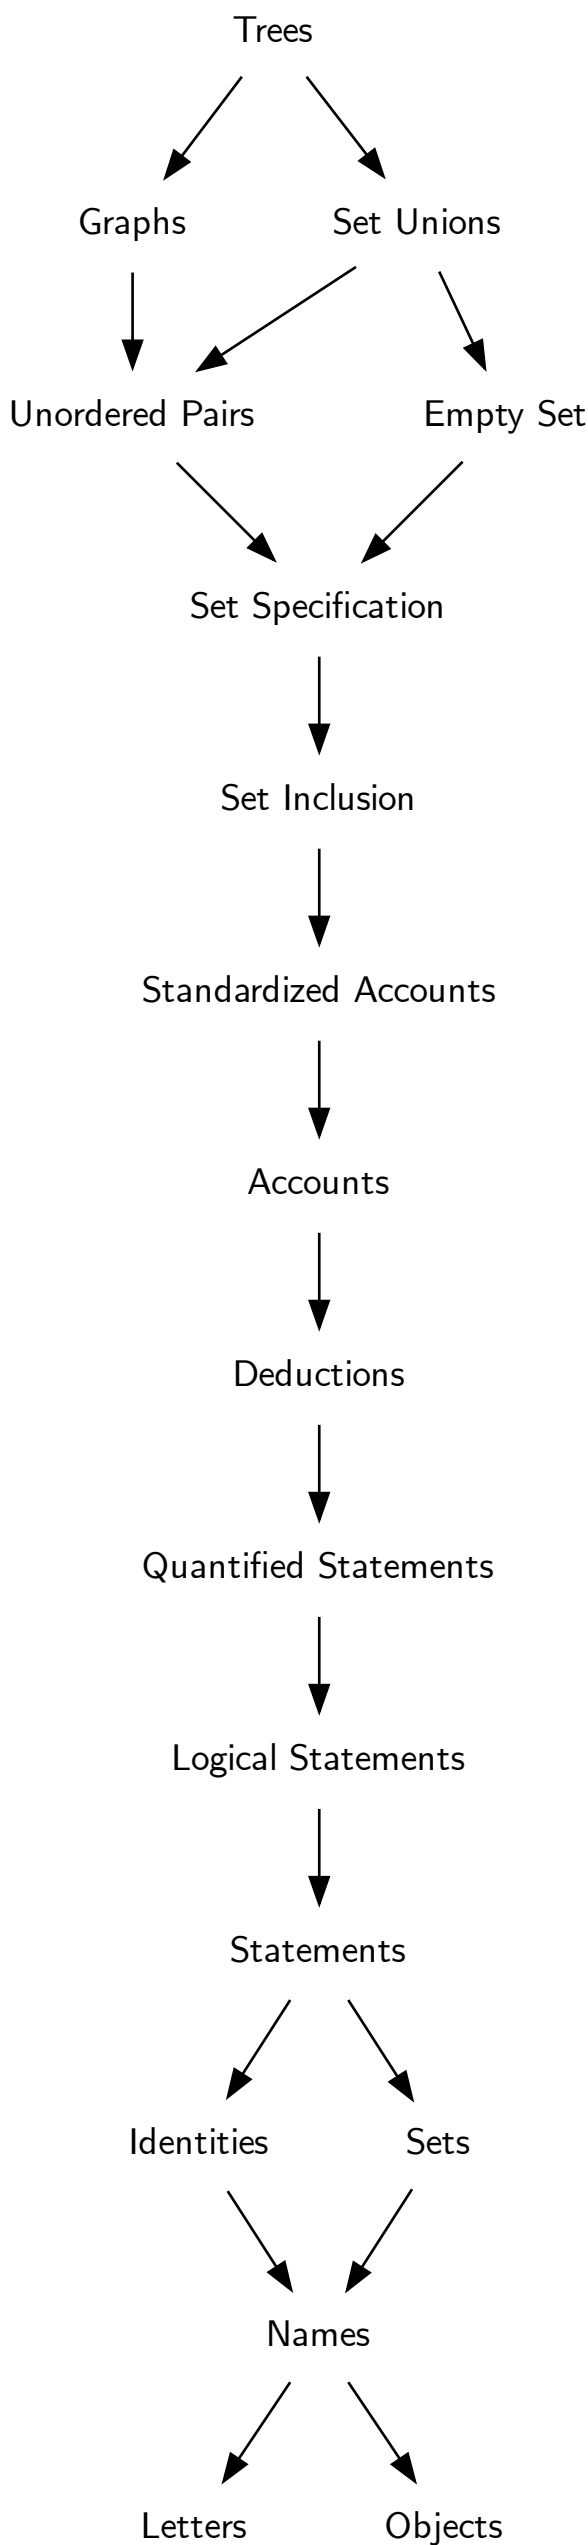 Trees
Graphs
Set Unions
Unordered Pairs
Empty Set
Set Specification
Set Inclusion
Standardized Accounts
Accounts
Deductions
Quantified Statements
Logical Statements
Statements
Identities
Sets
Names
Letters
Objects